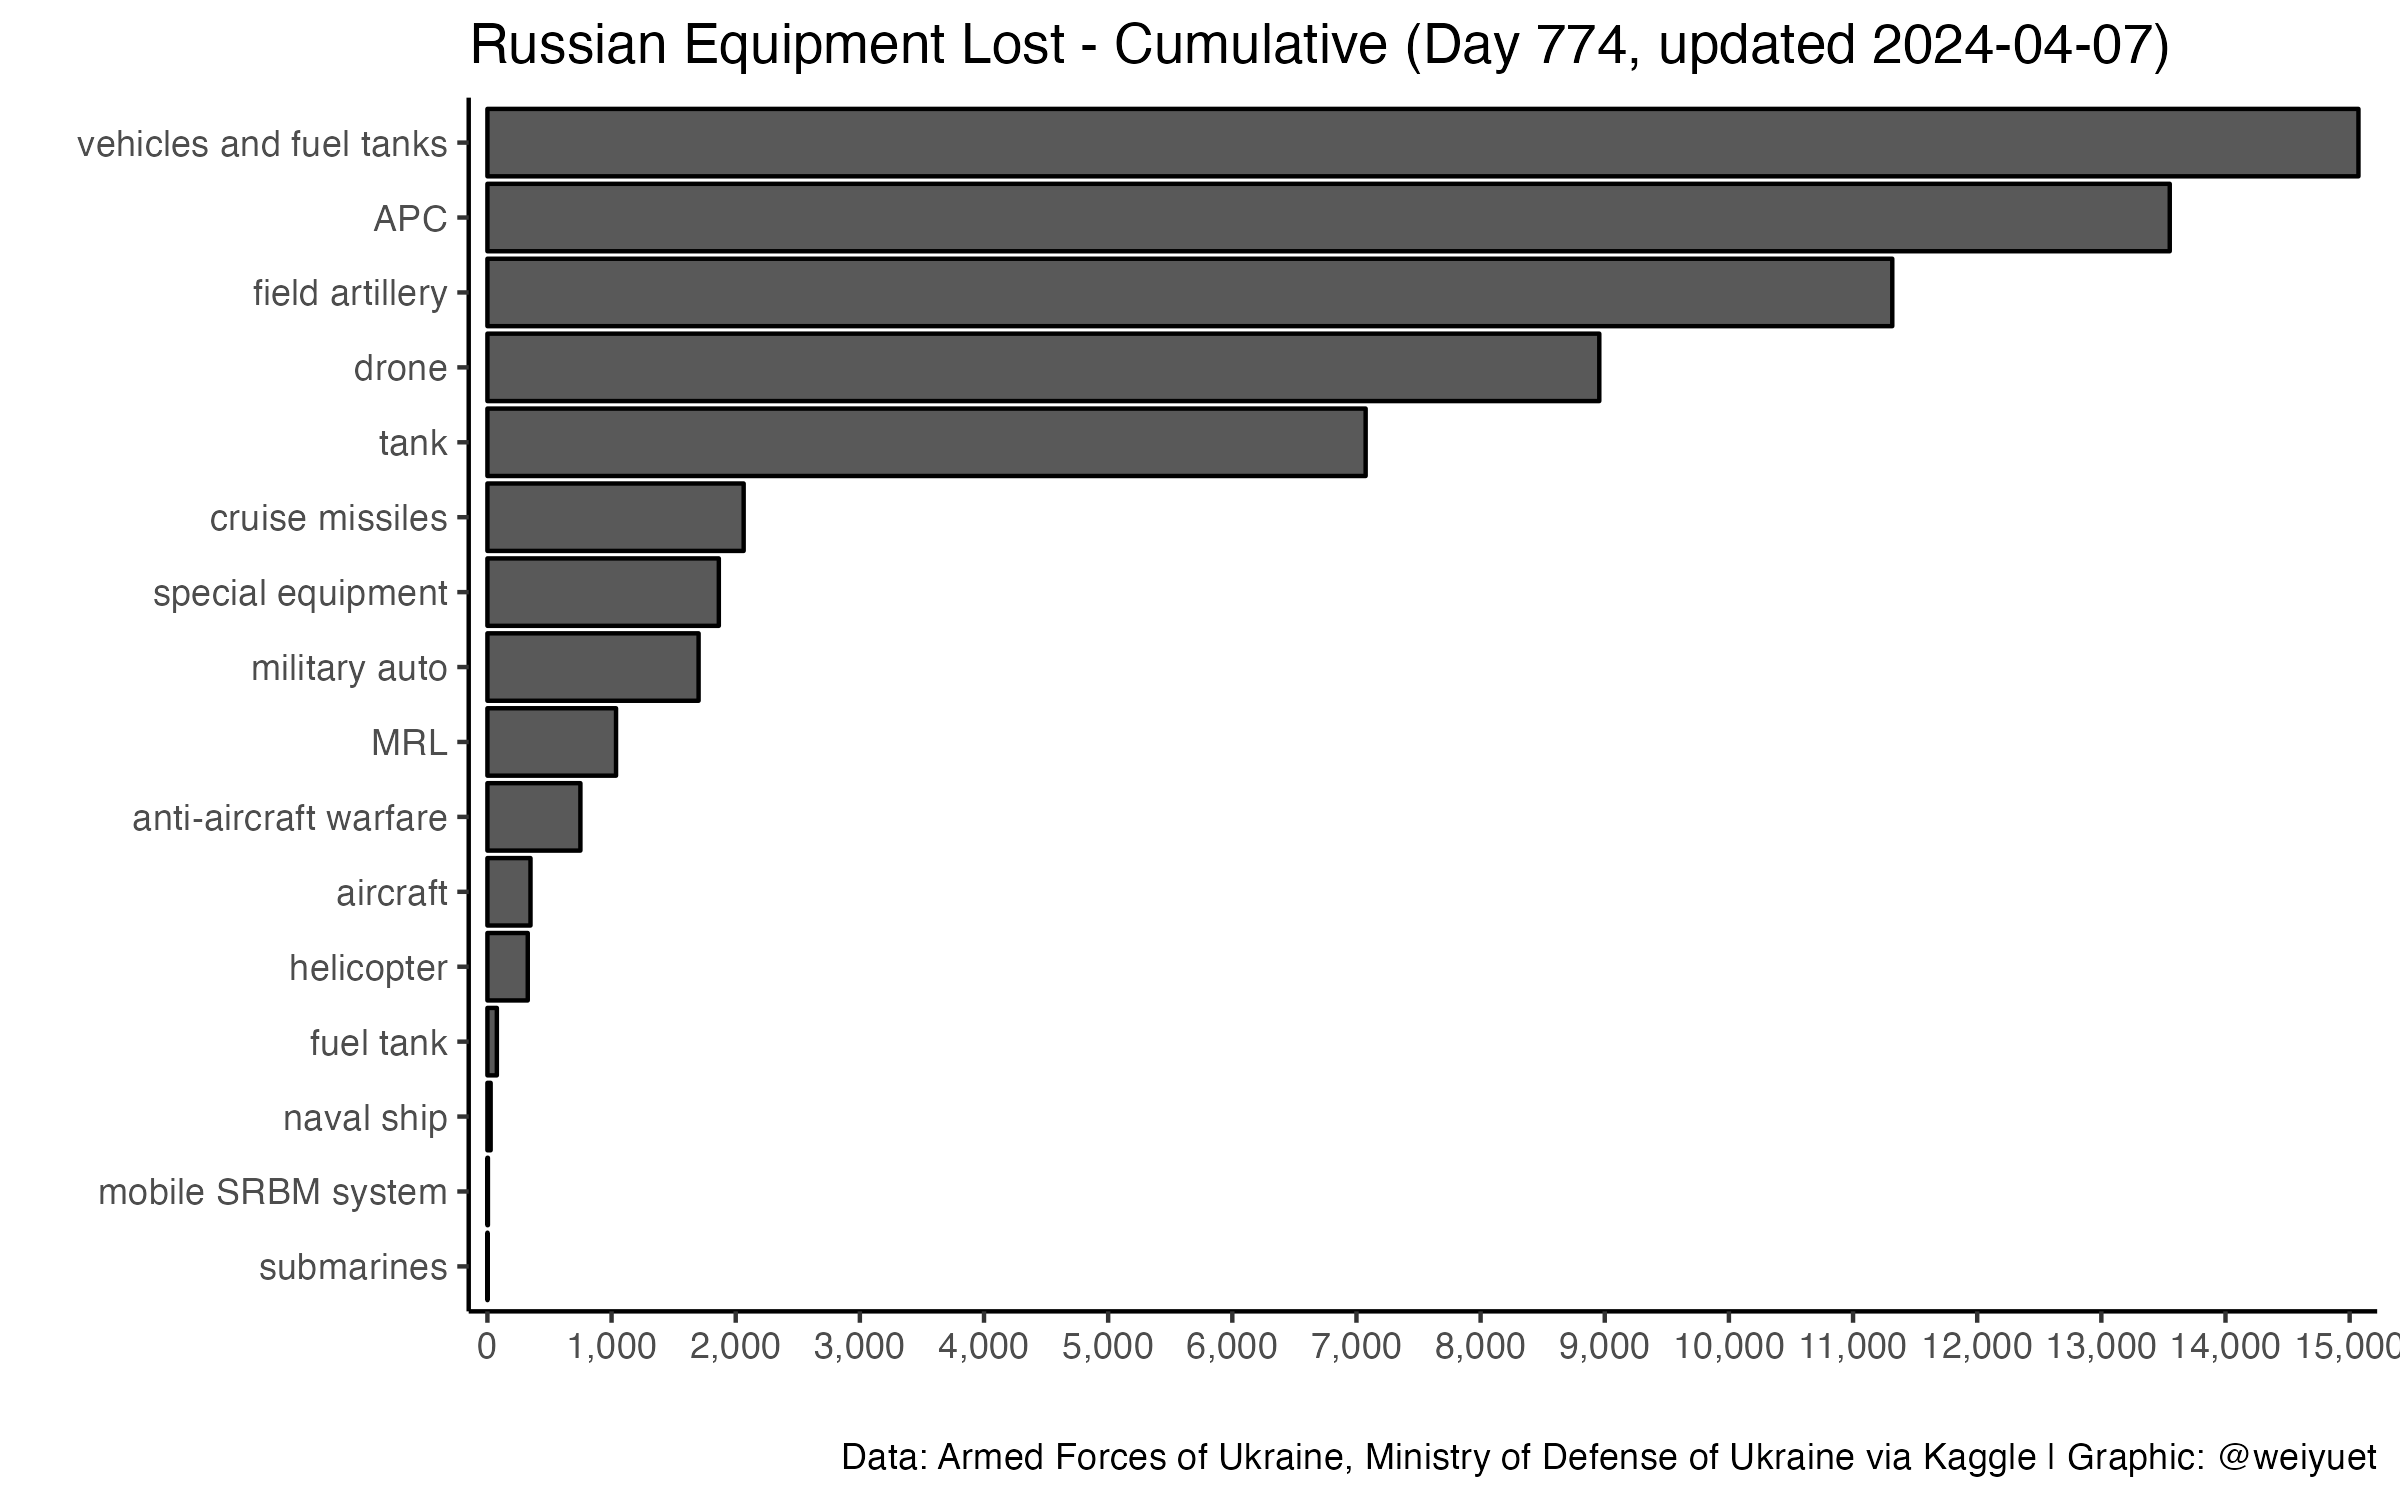 Russian Equipment Lost - Cumulative (Day 774, updated 2024-04-07)
vehicles and fuel tanks
APC
field artillery
drone
tank
cruise missiles
special equipment
military auto
MRL
anti-aircraft warfare
aircraft
helicopter
fuel tank
naval ship
mobile SRBM system
submarines
0 1,000 2,000 3,000 4,000 5,000 6,000 7,000 8,000 9,000 10,000 11,000 12,000 13,000 14,000 15,000
Data: Armed Forces of Ukraine, Ministry of Defense of Ukraine via Kaggle | Graphic: @weiyuet